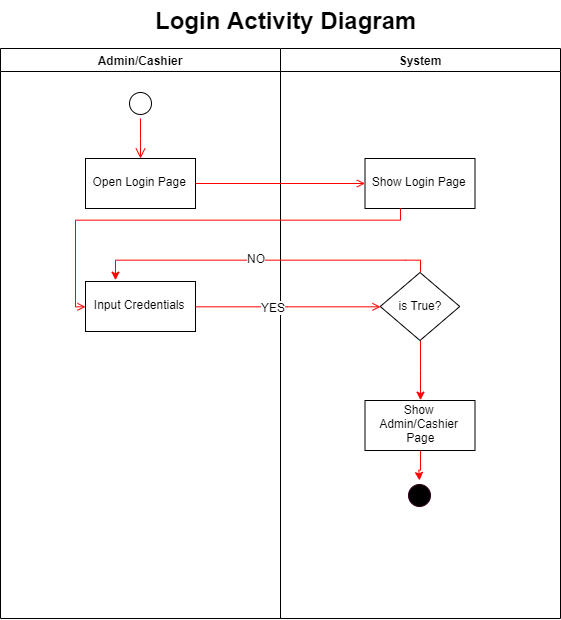 Login Activity Diagram
Admin/Cashier
System
Open Login Page
Show Login Page
NO
Input Credentials
YES
is True?
Show
Admin/Cashier
Page